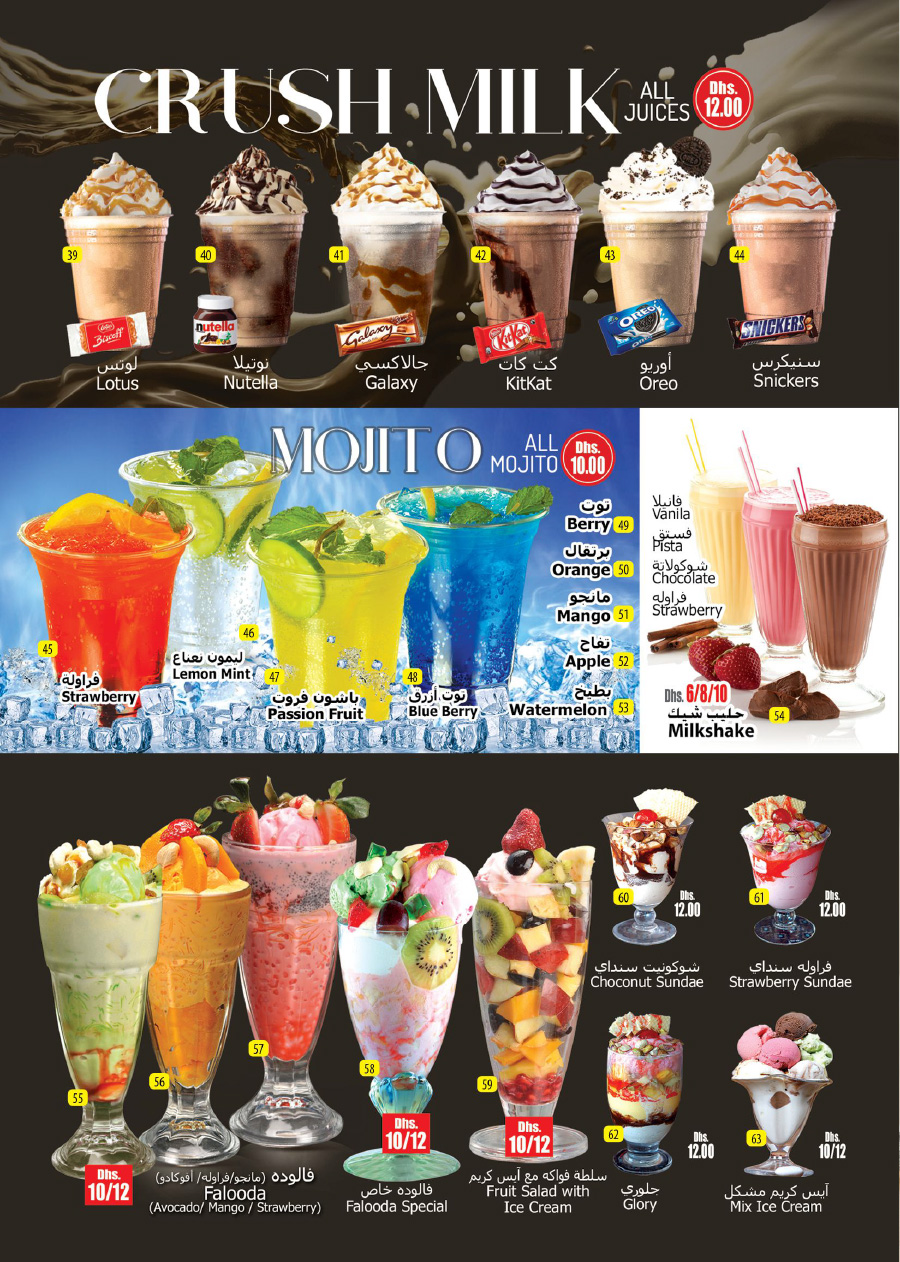 CRUSH MILK
ALL
JUICES
Dhs.
12.00
39
40
41
42
43
44
Lotus
Biscoff
nutella
Galaxy
KitKat
OREO
SNICKERS
لوتس
Lotus
نوتيلا
Nutella
جالاكسي
Galaxy
كت كات
KitKat
أوريو
Oreo
سنيكرس
Snickers
MOJITO
ALL
MOJITO
Dhs.
10.00
45
فراولة
Strawberry
46
ليمون نعناع
Lemon Mint
47
باشون فروت
Passion Fruit
48
توت أزرق
Blue Berry
توت
Berry 49
برتقال
Orange 50
مانجو
Mango 51
تفاح
Apple 52
بطيخ
Watermelon 53
فانيلا
Vanila
فستق
Pista
شوكولاتة
Chocolate
فراوله
Strawberry
Dhs. 6/8/10
حليب شيك
Milkshake
54
55
56
57
58
59
Dhs.
10/12
فالوده (مانجو/فراوله/ أفوكادو)
Falooda
(Avocado/ Mango / Strawberry)
Dhs.
10/12
فالوده خاص
Falooda Special
Dhs.
10/12
سلطة فواكه مع آيس كريم
Fruit Salad with
Ice Cream
60
Dhs.
12.00
شوكونيت سنداي
Choconut Sundae
61
Dhs.
12.00
فراوله سنداي
Strawberry Sundae
62
Dhs.
12.00
جلوري
Glory
63
Dhs.
10/12
آيس كريم مشكل
Mix Ice Cream